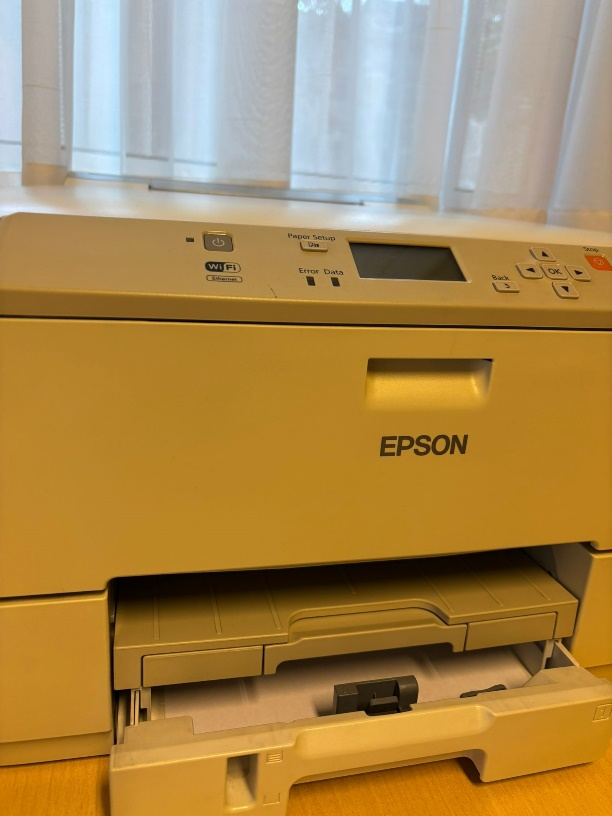 Paper Setup
Stop
WiFi
Ethernet
Error Data
Back
OK
EPSON